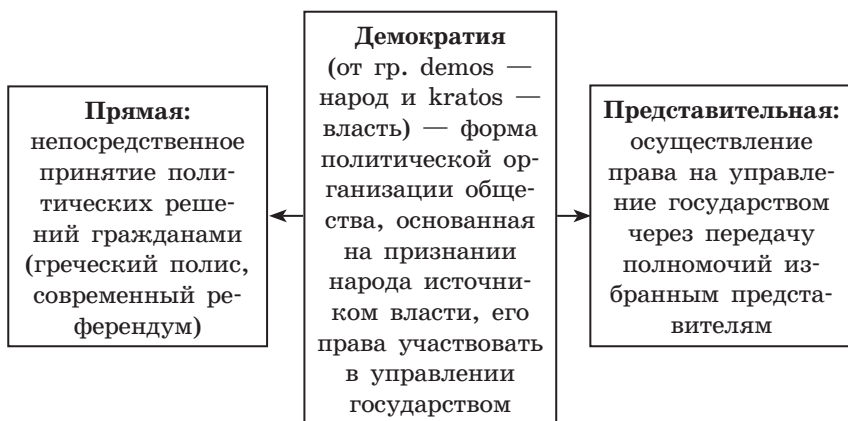 Прямая:
непосредственное
принятие поли-
тических реше-
ний гражданами
(греческий полис,
современный ре-
ферендум)
Демократия
(от гр. demos —
народ и kratos —
власть) — форма
политической ор-
ганизации обще-
ства, основанная
на признании
народа источни-
ком власти, его
права участвовать
в управлении
государством
Представительная:
осуществление
права на управле-
ние государством
через передачу
полномочий из-
бранным предста-
вителям